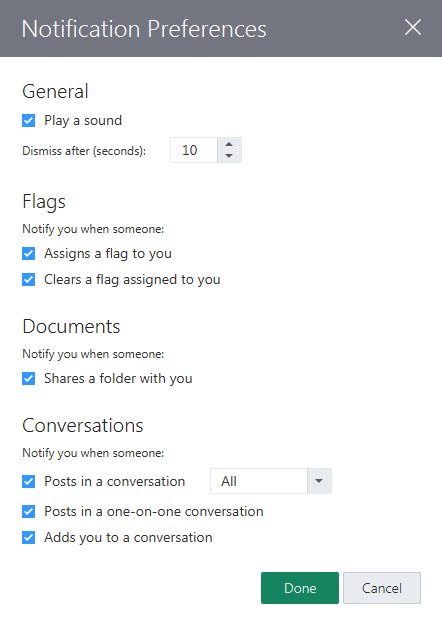 Notification Preferences
General
Play a sound
Dismiss after (seconds): 10
Flags
Notify you when someone:
Assigns a flag to you
Clears a flag assigned to you
Documents
Notify you when someone:
Shares a folder with you
Conversations
Notify you when someone:
Posts in a conversation All
Posts in a one-on-one conversation
Adds you to a conversation
Done Cancel